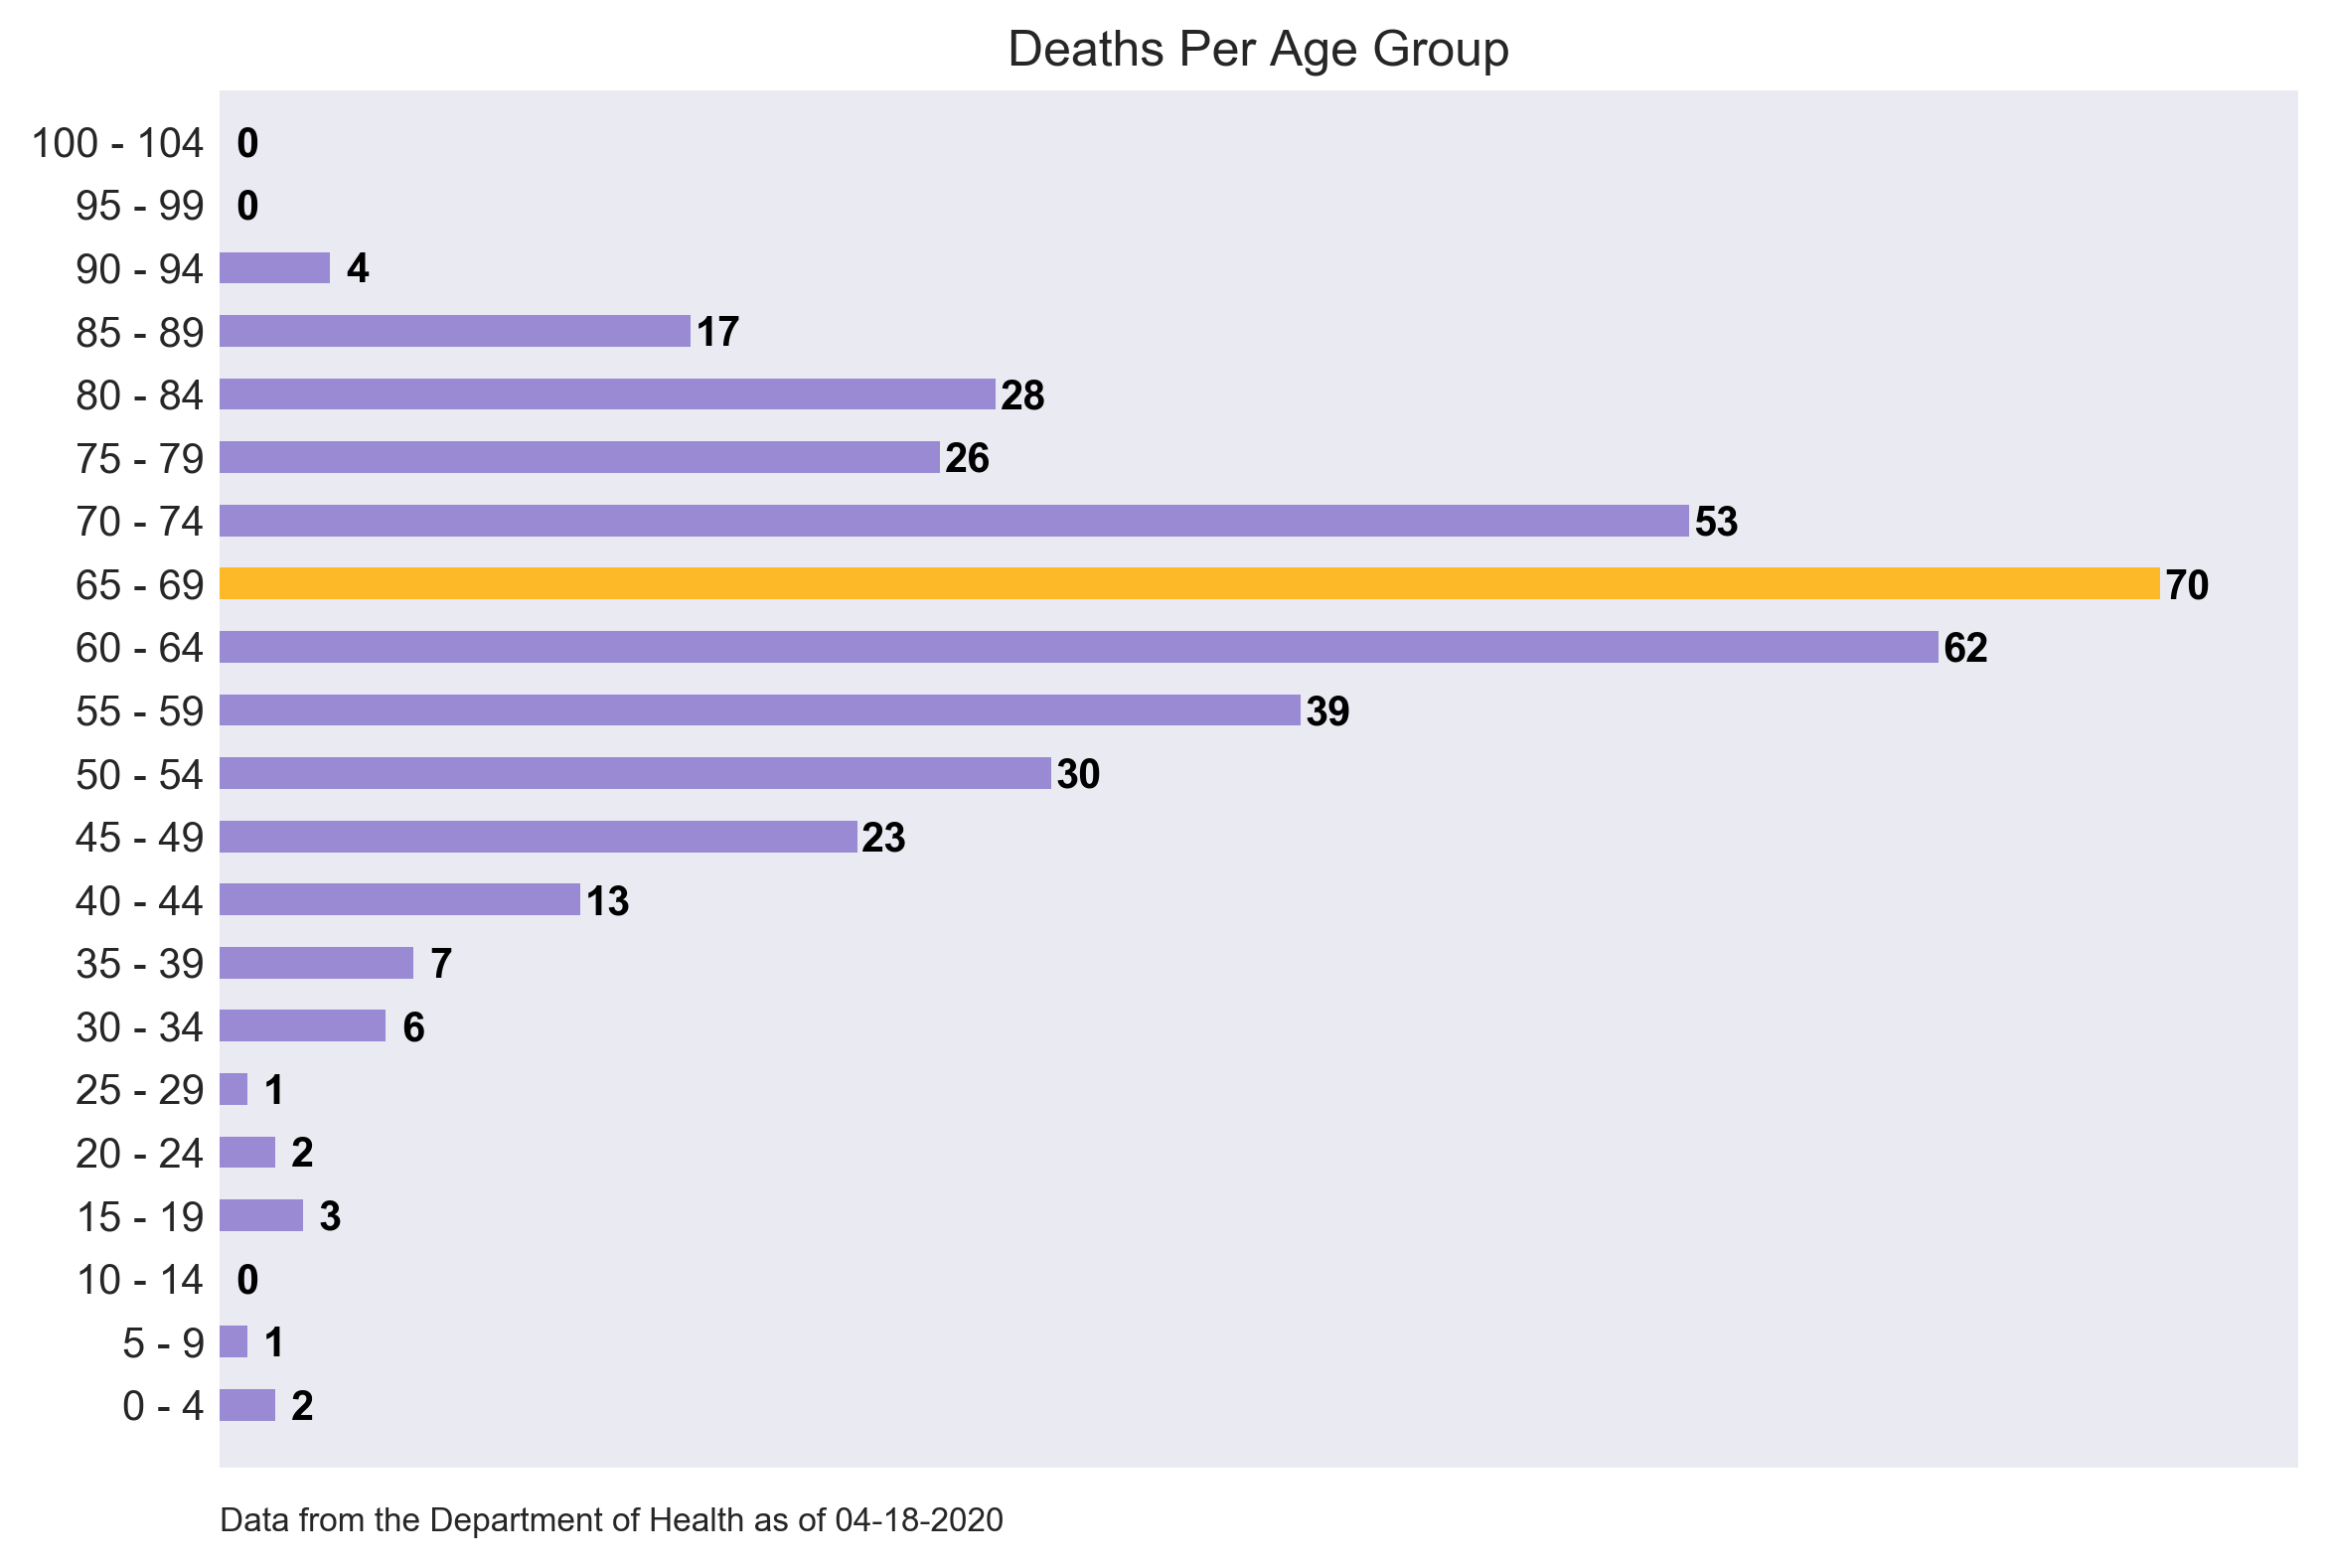 Deaths Per Age Group
100 - 104 0
95 - 99 0
90 - 94 4
85 - 89 17
80 - 84 28
75 - 79 26
70 - 74 53
65 - 69 70
60 - 64 62
55 - 59 39
50 - 54 30
45 - 49 23
40 - 44 13
35 - 39 7
30 - 34 6
25 - 29 1
20 - 24 2
15 - 19 3
10 - 14 0
5 - 9 1
0 - 4 2
Data from the Department of Health as of 04-18-2020